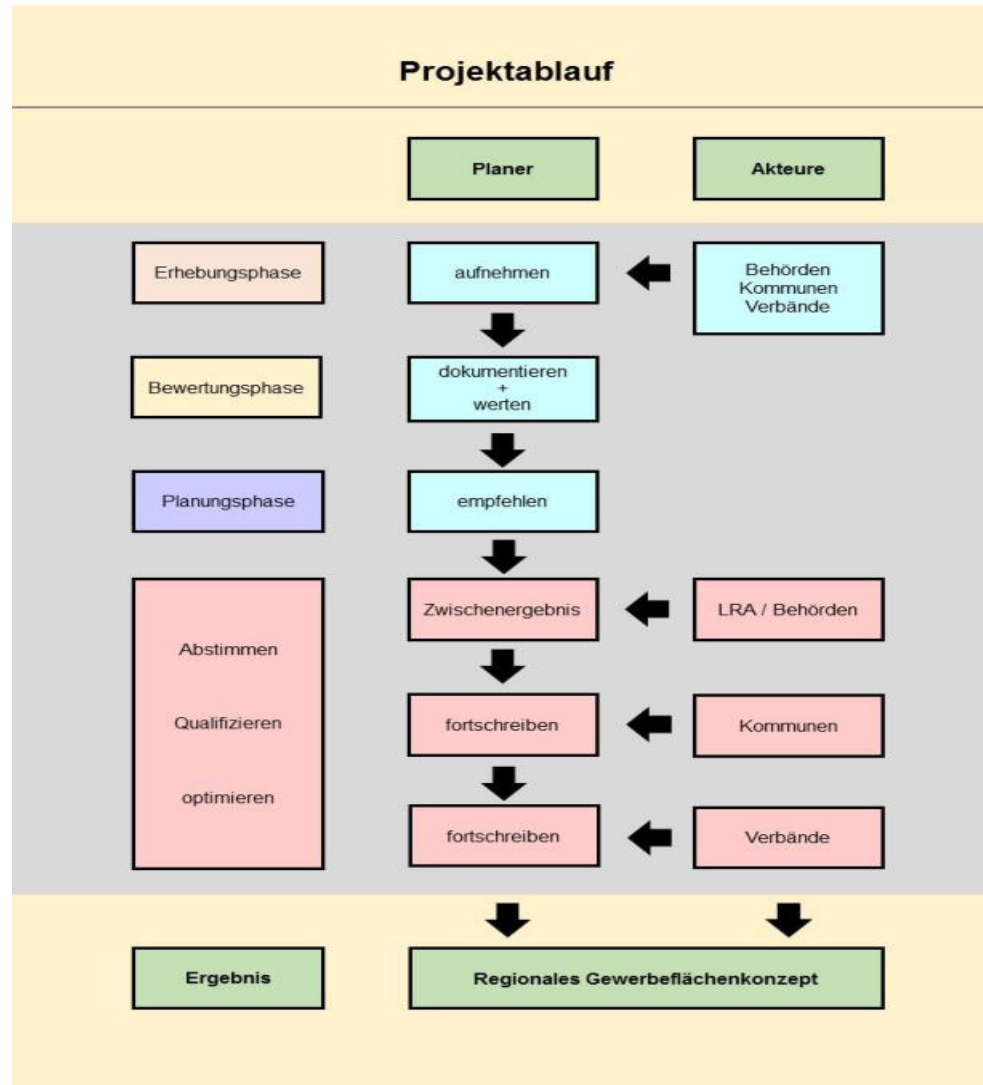 Projektablauf
Planer
Akteure
Erhebungsphase
aufnehmen
Behörden
Kommunen
Verbände
Bewertungsphase
dokumentieren
+
werten
Planungsphase
empfehlen
Abstimmen
Qualifizieren
optimieren
Zwischenergebnis
LRA / Behörden
fortschreiben
Kommunen
fortschreiben
Verbände
Ergebnis
Regionales Gewerbeflächenkonzept